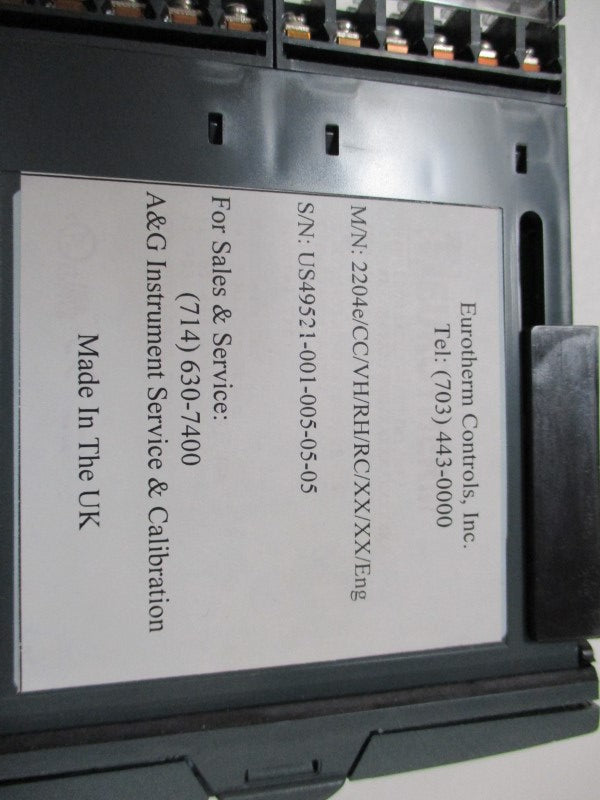 Eurotherm Controls, Inc.
Tel: (703) 443-0000
M/N: 2204e/CC/VH/RH/RC/XX/XX/Eng
S/N: US49521-001-005-05-05
For Sales & Service:
(714) 630-7400
A&G Instrument Service & Calibration
Made In The UK